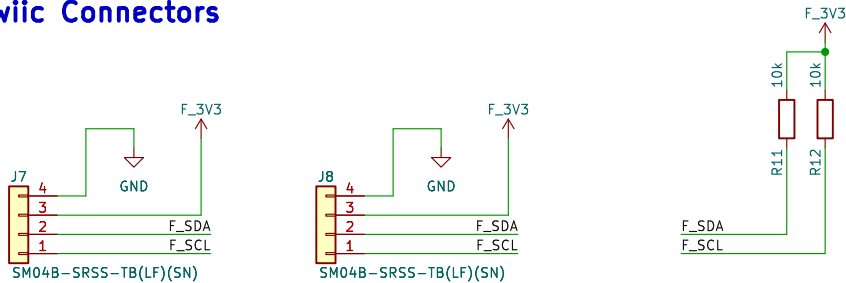 wiic Connectors
F_3V3
10k
10k
R11
R12
F_3V3
GND
J7
4
3
2
1
F_SDA
F_SCL
SM04B-SRSS-TB(LF)(SN)
F_3V3
GND
J8
4
3
2
1
F_SDA
F_SCL
SM04B-SRSS-TB(LF)(SN)
F_SDA
F_SCL